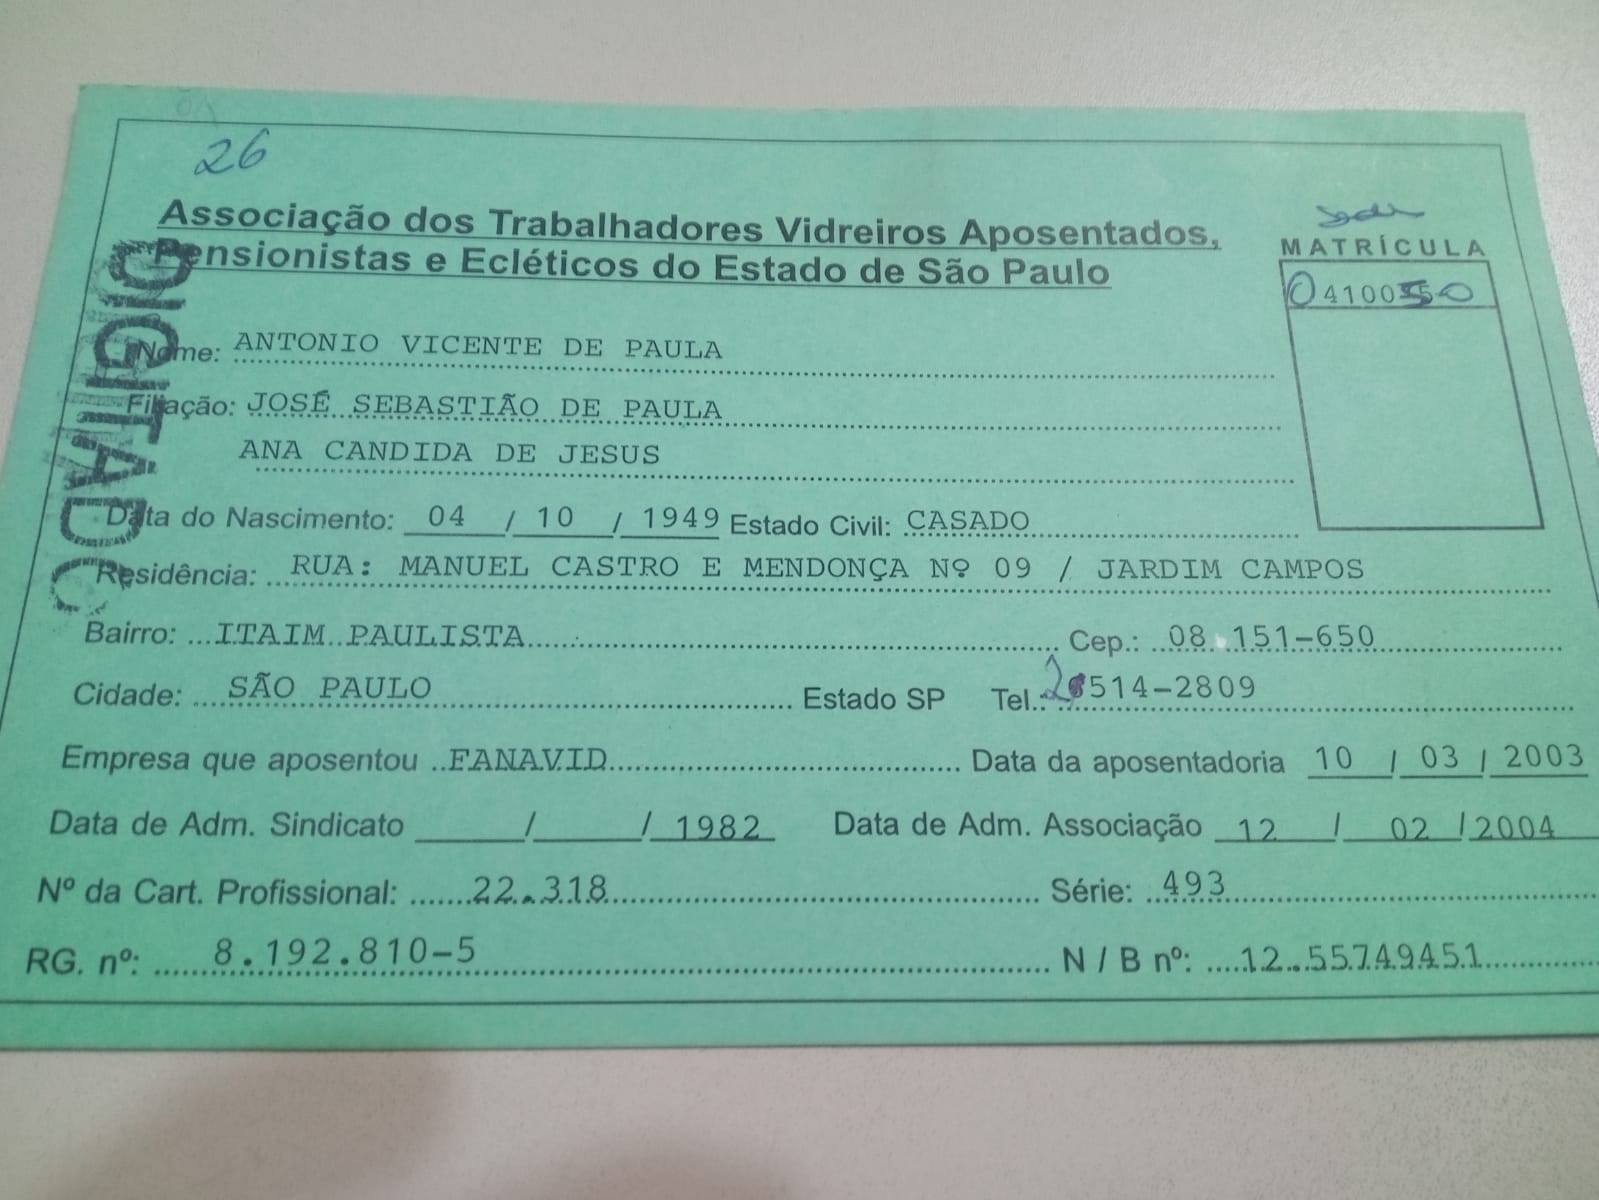 26
Associação dos Trabalhadores Vidreiros Aposentados,
Pensionistas e Ecléticos do Estado de São Paulo
Sede
MATRÍCULA
04100550
DIGITADO
Nome: ANTONIO VICENTE DE PAULA
Filiação: JOSÉ SEBASTIÃO DE PAULA
ANA CANDIDA DE JESUS
Data do Nascimento: 04 / 10 / 1949 Estado Civil: CASADO
Residência: RUA: MANUEL CASTRO E MENDONÇA Nº 09 / JARDIM CAMPOS
Bairro: ITAIM PAULISTA Cep.: 08.151-650
Cidade: SÃO PAULO Estado SP Tel.: 2514-2809
Empresa que aposentou FANAVID Data da aposentadoria 10 / 03 / 2003
Data de Adm. Sindicato / / 1982 Data de Adm. Associação 12 / 02 / 2004
Nº da Cart. Profissional: 22.318 Série: 493
RG. nº: 8.192.810-5 N / B nº: 12.55749451